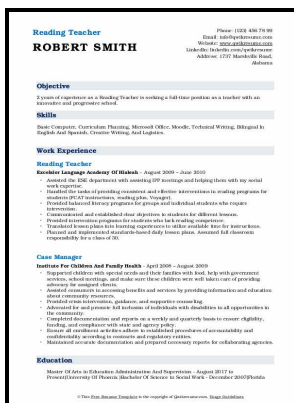 Reading Teacher
ROBERT SMITH
Phone: (123) 456 78 99
Email: info@qwikresume.com
Website: www.qwikresume.com
LinkedIn: linkedin.com/qwikresume
Address: 1737 Marshville Road,
Alabama
Objective
2 years of experience as a Reading Teacher is seeking a full-time position as a teacher with an
innovative and progressive school.
Skills
Basic Computer, Curriculum Planning, Microsoft Office, Moodle, Technical Writing, Bilingual In
English And Spanish, Creative Writing, And Logistics.
Work Experience
Reading Teacher
Excelsior Language Academy Of Hialeah - August 2009 – June 2010
• Assisted the ESE department with assisting IPP meetings and helping them with my social
work expertise.
• Handled the tasks of providing consistent and effective interventions in reading programs for
students (FCAT instructions, reading plus, Voyager).
• Provided balanced literacy programs for groups and individual students who require
intervention.
• Communicated and established clear objectives to students for different lessons.
• Provided intervention programs for students who lack reading competence.
• Translated lesson plans into learning experience to utilize available time for instructions.
• Planned and implemented standards-based daily lesson plans. Assumed full classroom
responsibility for a class of 30.
Case Manager
Institute For Children And Family Health - April 2008 – August 2009
• Supported children with special needs and their families with food, help with government
services, school meetings, and make sure these children were well taken care of providing
advocacy for assigned clients.
• Assisted consumers in accessing benefits and services by providing information and education
about community resources.
• Provided crisis intervention, guidance, and supportive counseling.
• Advocated for and promote full inclusion of individuals with disabilities to all opportunities in
the community.
• Completed documentation and reports on a weekly and quarterly basis to ensure eligibility,
funding, and compliance with state and agency policy.
• Ensure all enrollment activities adhere to established procedures of accountability and
confidentiality according to contracts and regulatory entities.
• Maintained accurate documentation and prepared necessary reports for collaborating agencies.
Education
Master Of Arts in Education Administration And Supervision - August 2017 to
Present(University Of Phoenix )Bachelor Of Science to Social Work - December 2007(Florida
© This Free Resume Template is the copyright of Qwikresume.com. Usage Guidelines